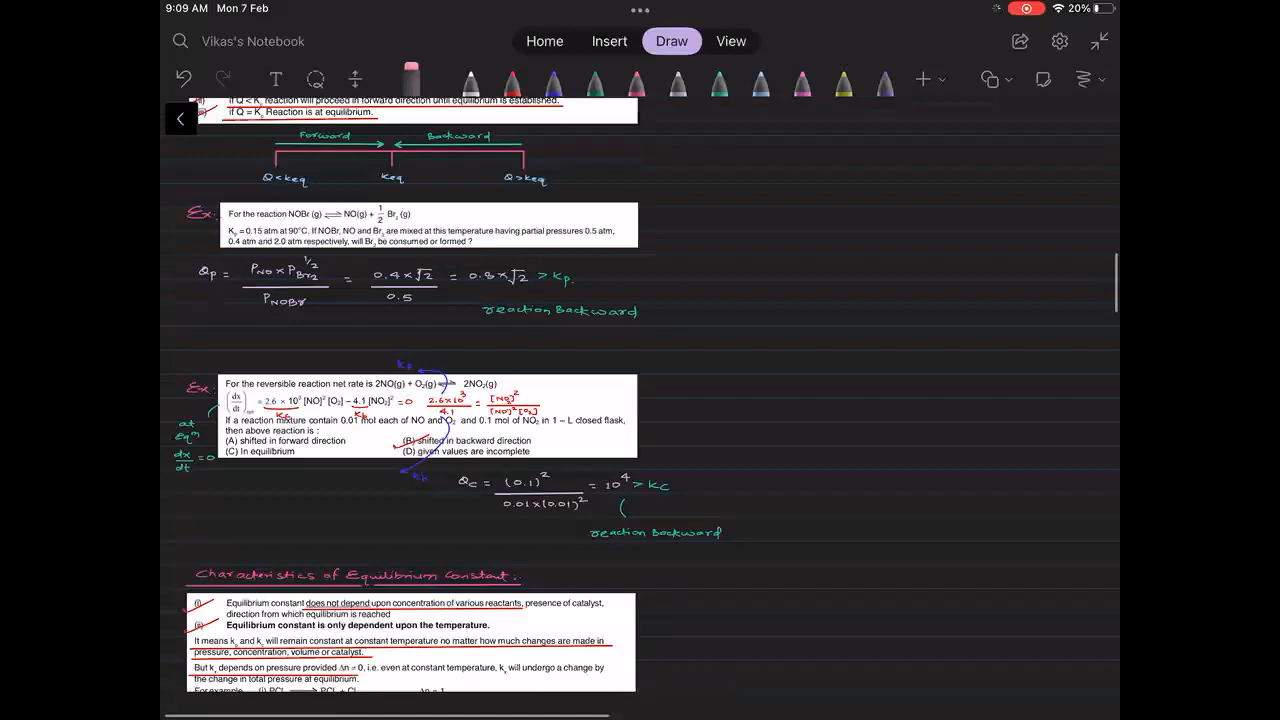 9:09 AM Mon 7 Feb
20%
Vikas's Notebook
Home Insert Draw View
if Q < Kc reaction will proceed in forward direction until equilibrium is established.
if Q = Kc Reaction is at equilibrium.
Forward Backward
Q<keq keq Q>keq
Ex:
For the reaction NOBr (g) ⇌ NO(g) + 1/2 Br2 (g)
KP = 0.15 atm at 90°C. If NOBr, NO and Br2 are mixed at this temperature having partial pressures 0.5 atm,
0.4 atm and 2.0 atm respectively, will Br2 be consumed or formed ?
QP = PNO × PBr2^1/2 / PNOBr = 0.4 × √2 / 0.5 = 0.8 × √2 > kp.
reaction Backward
kf
Ex:
For the reversible reaction net rate is 2NO(g) + O2(g) ⇌ 2NO2(g)
(dx/dt)net = 2.6 × 10³ [NO]² [O2] – 4.1 [NO2]² = 0 2.6×10³/4.1 = [NO2]²/[NO]²[O2]
kb
If a reaction mixture contain 0.01 mol each of NO and O2 and 0.1 mol of NO2 in 1 – L closed flask,
then above reaction is :
(A) shifted in forward direction (B) shifted in backward direction
(C) In equilibrium (D) given values are incomplete
at
eqm
dx/dt = 0
kb
Qc = (0.1)² / 0.01×(0.01)² = 10⁴ > kc
reaction Backward
Characteristics of Equilibrium Constant:.
(i) Equilibrium constant does not depend upon concentration of various reactants, presence of catalyst,
direction from which equilibrium is reached
(ii) Equilibrium constant is only dependent upon the temperature.
It means kp and kc will remain constant at constant temperature no matter how much changes are made in
pressure, concentration, volume or catalyst.
But kx depends on pressure provided Δn ≠ 0, i.e. even at constant temperature, kx will undergo a change by
the change in total pressure at equilibrium.